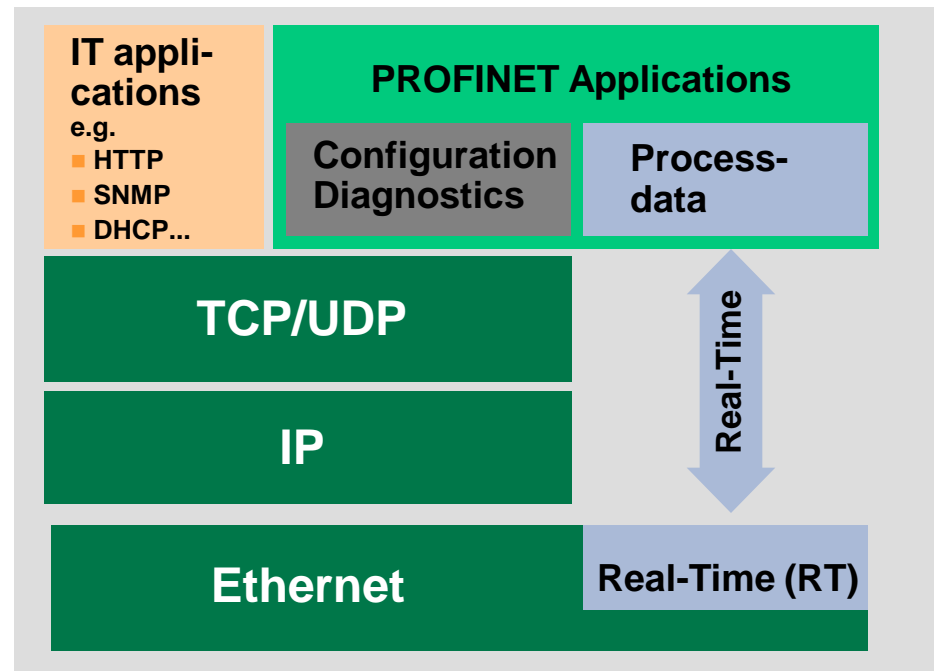 IT appli-
cations
e.g.
■ HTTP
■ SNMP
■ DHCP...
PROFINET Applications
Configuration
Diagnostics
Process-
data
TCP/UDP
Real-Time
IP
Ethernet
Real-Time (RT)